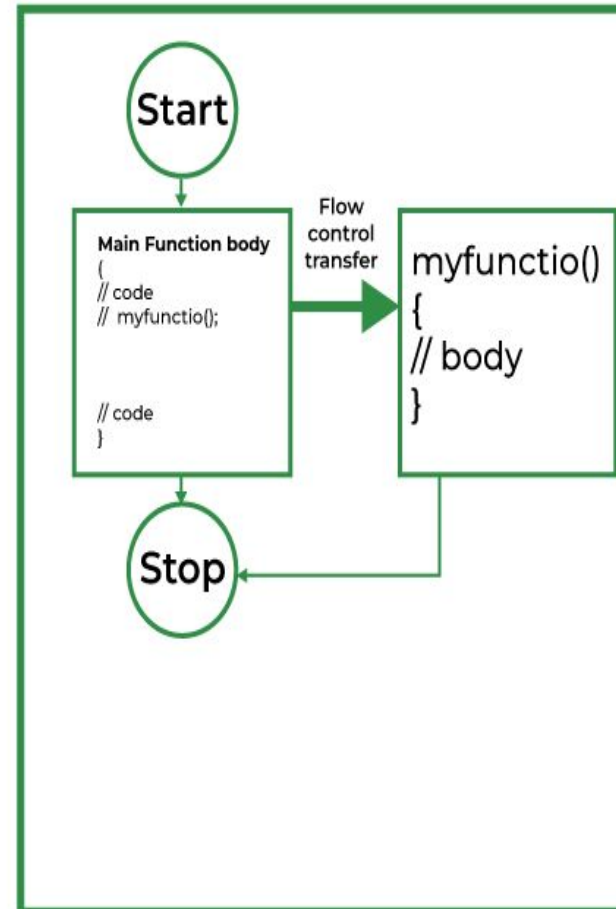 Start
Main Function body
{
// code
// myfunctio();
// code
}
Flow
control
transfer
myfunctio()
{
// body
}
Stop